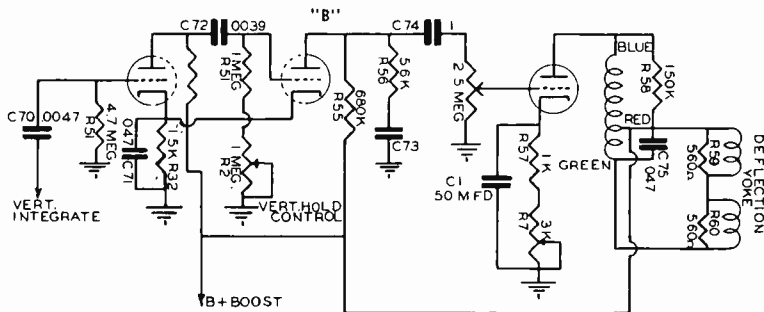 "B"
C72
.0039
C74
.1
BLUE
150K
R58
1 MEG
R51
5.6K
R56
2.5 MEG
680K
R55
RED
C70
.0047
4.7 MEG
R51
.047
C71
1.5K
R32
1 MEG
R2
C73
R57
1K
GREEN
C75
.047
R59
560Ω
R60
560Ω
DEFLECTION
YOKE
C1
50 MFD
R7
3K
VERT.
INTEGRATE
VERT. HOLD
CONTROL
B+BOOST